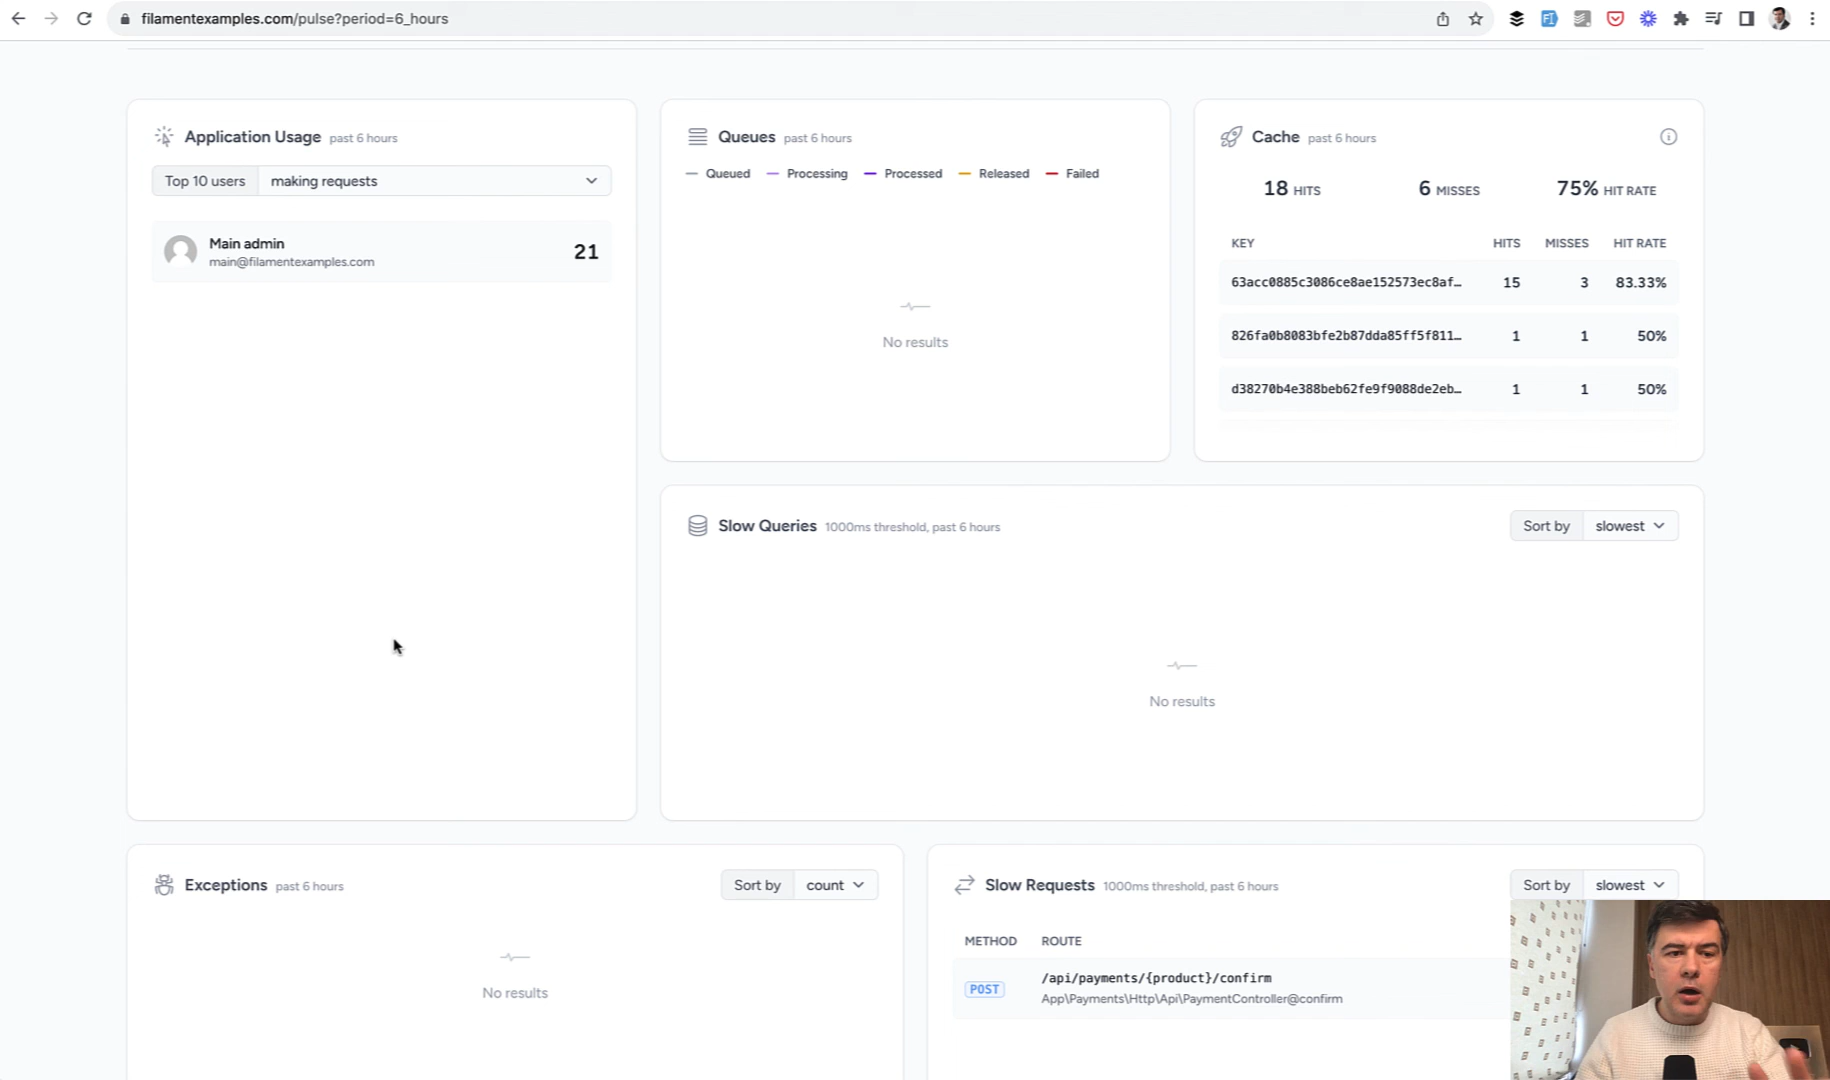 filamentexamples.com/pulse?period=6_hours
Application Usage past 6 hours
Top 10 users making requests
Main admin
main@filamentexamples.com
21
Queues past 6 hours
Queued Processing Processed Released Failed
No results
Cache past 6 hours
18 HITS 6 MISSES 75% HIT RATE
KEY HITS MISSES HIT RATE
63acc0885c3086ce8ae152573ec8af… 15 3 83.33%
826fa0b8083bfe2b87dda85ff5f811… 1 1 50%
d38270b4e388beb62fe9f9088de2eb… 1 1 50%
Slow Queries 1000ms threshold, past 6 hours
Sort by slowest
No results
Exceptions past 6 hours
Sort by count
No results
Slow Requests 1000ms threshold, past 6 hours
Sort by slowest
METHOD ROUTE
POST
/api/payments/{product}/confirm
App\Payments\Http\Api\PaymentController@confirm